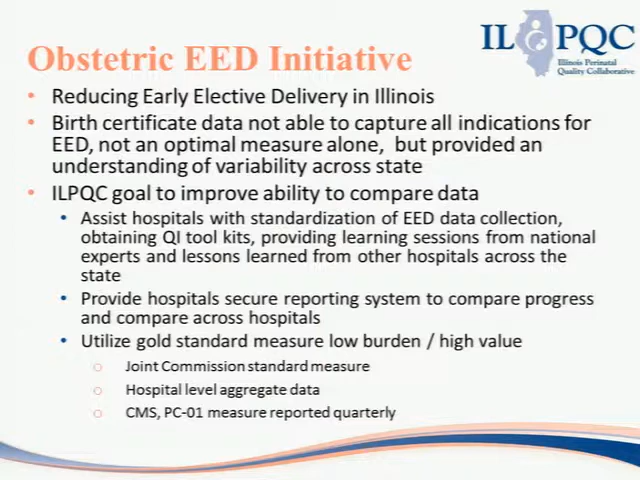 Obstetric EED Initiative
IL PQC
Illinois Perinatal
Quality Collaborative
• Reducing Early Elective Delivery in Illinois
• Birth certificate data not able to capture all indications for
EED, not an optimal measure alone, but provided an
understanding of variability across state
• ILPQC goal to improve ability to compare data
• Assist hospitals with standardization of EED data collection,
obtaining QI tool kits, providing learning sessions from national
experts and lessons learned from other hospitals across the
state
• Provide hospitals secure reporting system to compare progress
and compare across hospitals
• Utilize gold standard measure low burden / high value
○ Joint Commission standard measure
○ Hospital level aggregate data
○ CMS, PC-01 measure reported quarterly